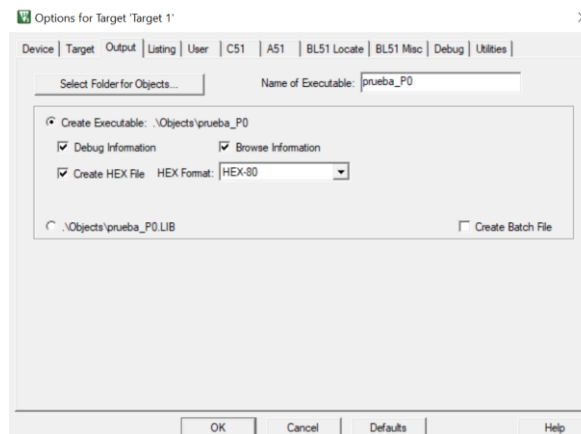 Options for Target 'Target 1'
Device Target Output Listing User C51 A51 BL51 Locate BL51 Misc Debug Utilities
Select Folder for Objects... Name of Executable: prueba_P0
Create Executable: .\Objects\prueba_P0
Debug Information Browse Information
Create HEX File HEX Format: HEX-80
.\Objects\prueba_P0.LIB Create Batch File
OK Cancel Defaults Help